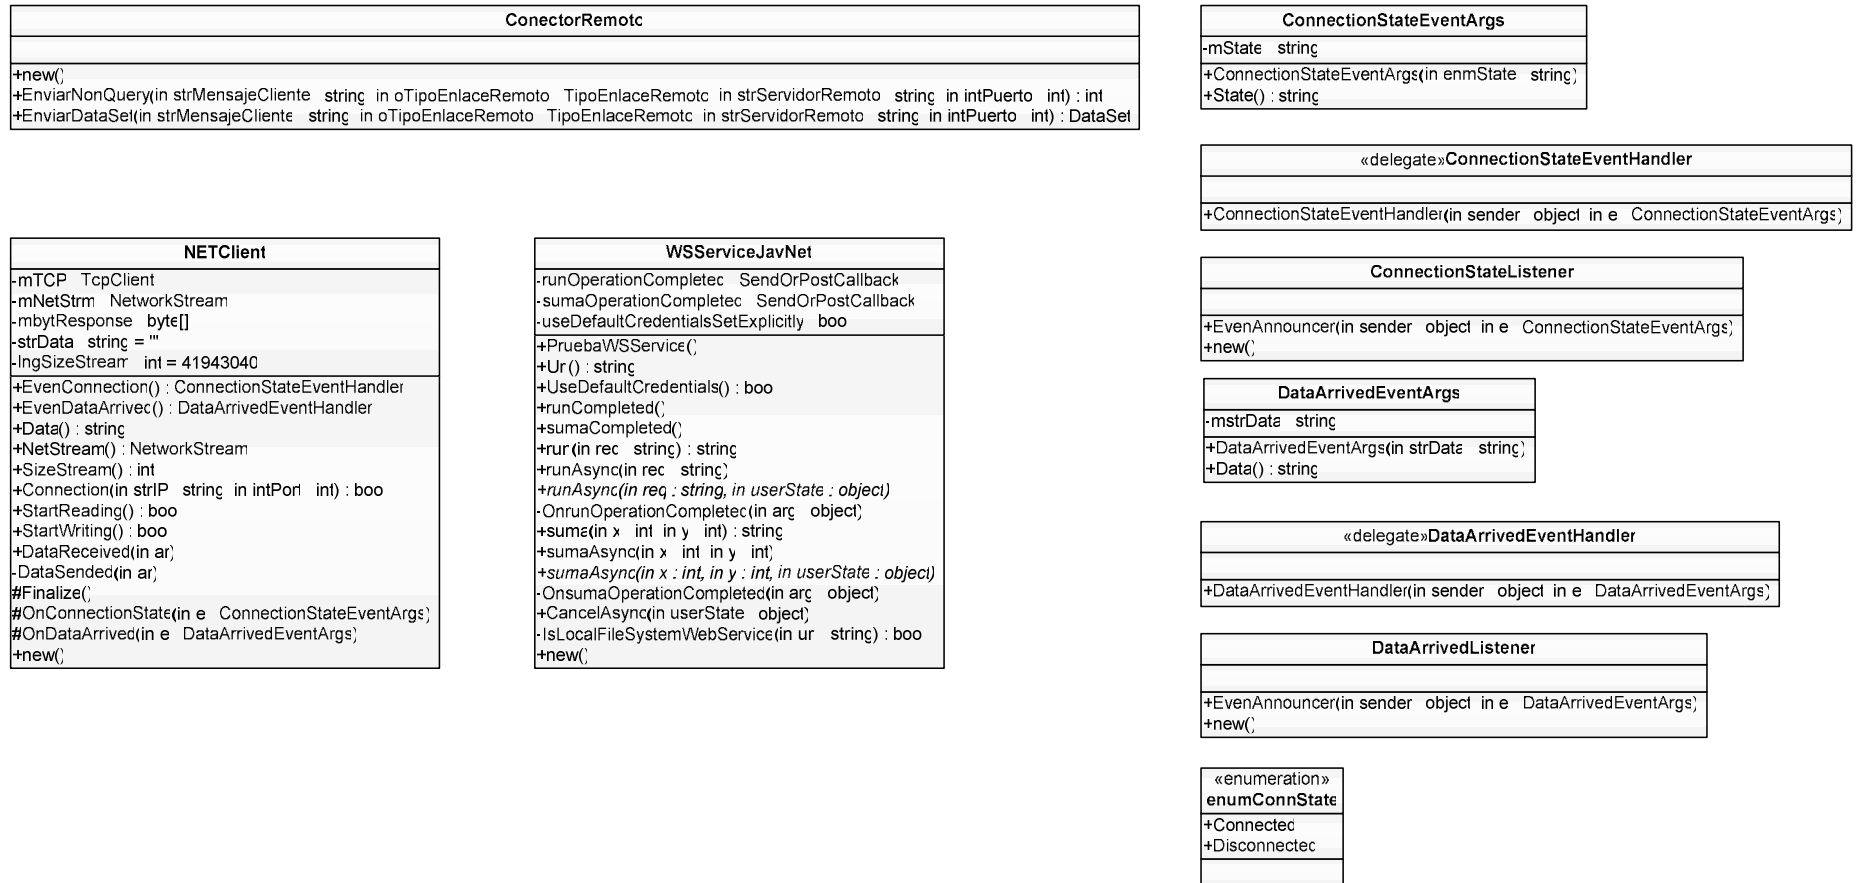 ConectorRemoto
+new()
+EnviarNonQuery(in strMensajeCliente string in oTipoEnlaceRemoto TipoEnlaceRemoto in strServidorRemoto string in intPuerto int) : int
+EnviarDataSet(in strMensajeCliente string in oTipoEnlaceRemoto TipoEnlaceRemoto in strServidorRemoto string in intPuerto int) : DataSet
NETClient
-mTCP TcpClient
-mNetStrm NetworkStream
-mbytResponse byte[]
-strData string = ""
-lngSizeStream int = 41943040
+EvenConnection() : ConnectionStateEventHandler
+EvenDataArrived() : DataArrivedEventHandler
+Data() : string
+NetStream() : NetworkStream
+SizeStream() : int
+Connection(in strIP string in intPort int) : boo
+StartReading() : boo
+StartWriting() : boo
+DataReceived(in ar)
-DataSended(in ar)
#Finalize()
#OnConnectionState(in e ConnectionStateEventArgs)
#OnDataArrived(in e DataArrivedEventArgs)
+new()
WSServiceJavNet
-runOperationCompleted SendOrPostCallback
-sumaOperationCompleted SendOrPostCallback
-useDefaultCredentialsSetExplicitly boo
+PruebaWSService()
+Ur() : string
+UseDefaultCredentials() : boo
+runCompleted()
+sumaCompleted()
+run(in req string) : string
+runAsync(in req string)
+runAsync(in req : string, in userState : object)
-OnrunOperationCompleted(in arg object)
+suma(in x int in y int) : string
+sumaAsync(in x int in y int)
+sumaAsync(in x : int, in y : int, in userState : object)
-OnsumaOperationCompleted(in arg object)
+CancelAsync(in userState object)
-IsLocalFileSystemWebService(in ur string) : boo
+new()
ConnectionStateEventArgs
-mState string
+ConnectionStateEventArgs(in enmState string)
+State() : string
«delegate»ConnectionStateEventHandler
+ConnectionStateEventHandler(in sender object in e ConnectionStateEventArgs)
ConnectionStateListener
+EvenAnnouncer(in sender object in e ConnectionStateEventArgs)
+new()
DataArrivedEventArgs
-mstrData string
+DataArrivedEventArgs(in strData string)
+Data() : string
«delegate»DataArrivedEventHandler
+DataArrivedEventHandler(in sender object in e DataArrivedEventArgs)
DataArrivedListener
+EvenAnnouncer(in sender object in e DataArrivedEventArgs)
+new()
«enumeration»
enumConnState
+Connected
+Disconnected